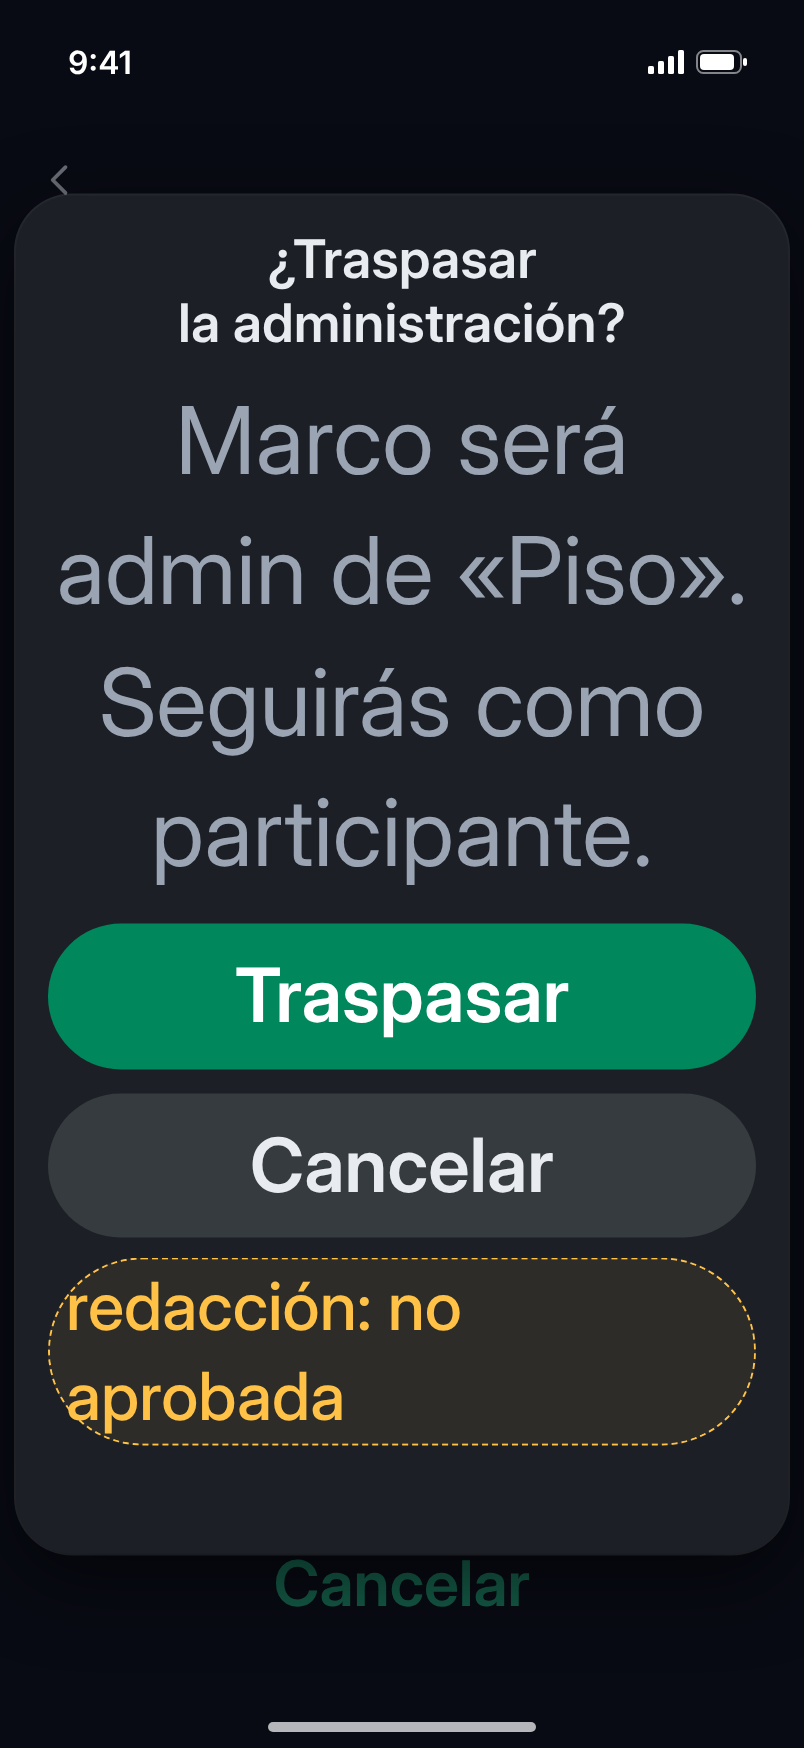 9:41
¿Traspasar
la administración?
Marco será
admin de «Piso».
Seguirás como
participante.
Traspasar
Cancelar
redacción: no
aprobada
Cancelar